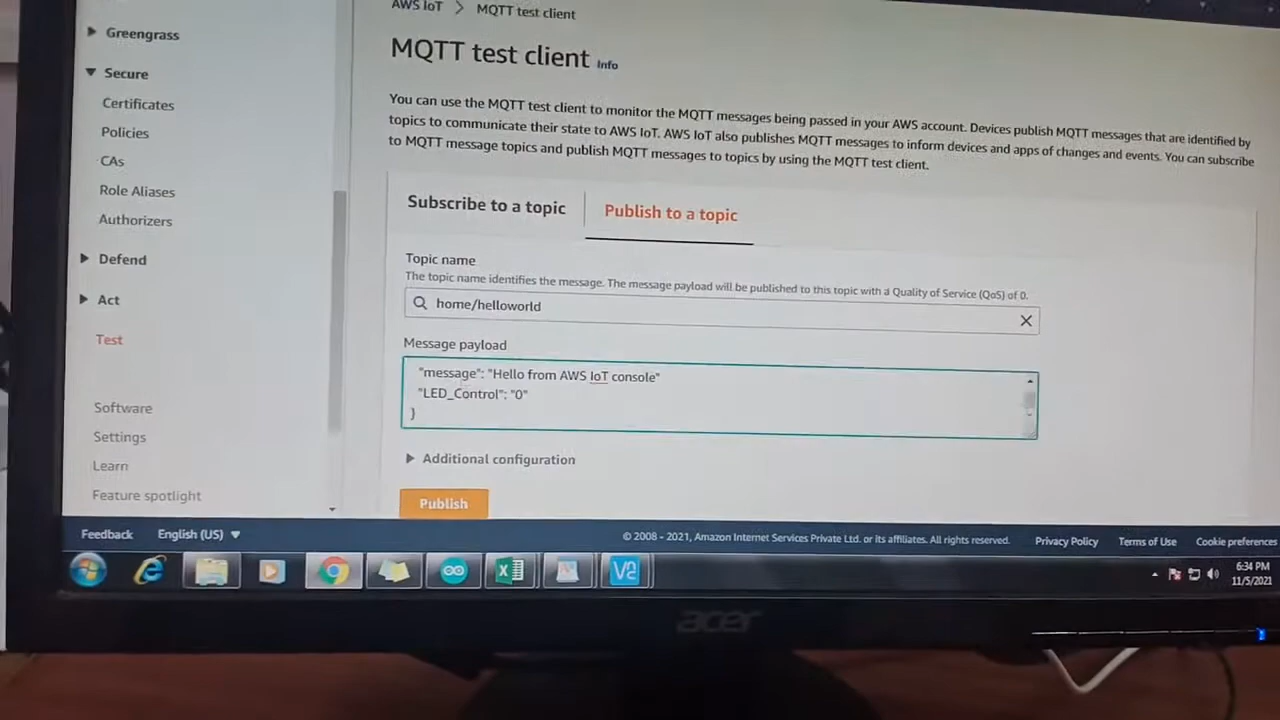 AWS IoT > MQTT test client
Greengrass
Secure
Certificates
Policies
CAs
Role Aliases
Authorizers
Defend
Act
Test
Software
Settings
Learn
Feature spotlight
MQTT test client Info
You can use the MQTT test client to monitor the MQTT messages being passed in your AWS account. Devices publish MQTT messages that are identified by
topics to communicate their state to AWS IoT. AWS IoT also publishes MQTT messages to inform devices and apps of changes and events. You can subscribe
to MQTT message topics and publish MQTT messages to topics by using the MQTT test client.
Subscribe to a topic
Publish to a topic
Topic name
The topic name identifies the message. The message payload will be published to this topic with a Quality of Service (QoS) of 0.
home/helloworld
Message payload
"message": "Hello from AWS IoT console"
"LED_Control": "0"
}
Additional configuration
Publish
Feedback English (US)
© 2008 - 2021, Amazon Internet Services Private Ltd. or its affiliates. All rights reserved. Privacy Policy Terms of Use Cookie preferences
6:34 PM
11/5/2021
acer